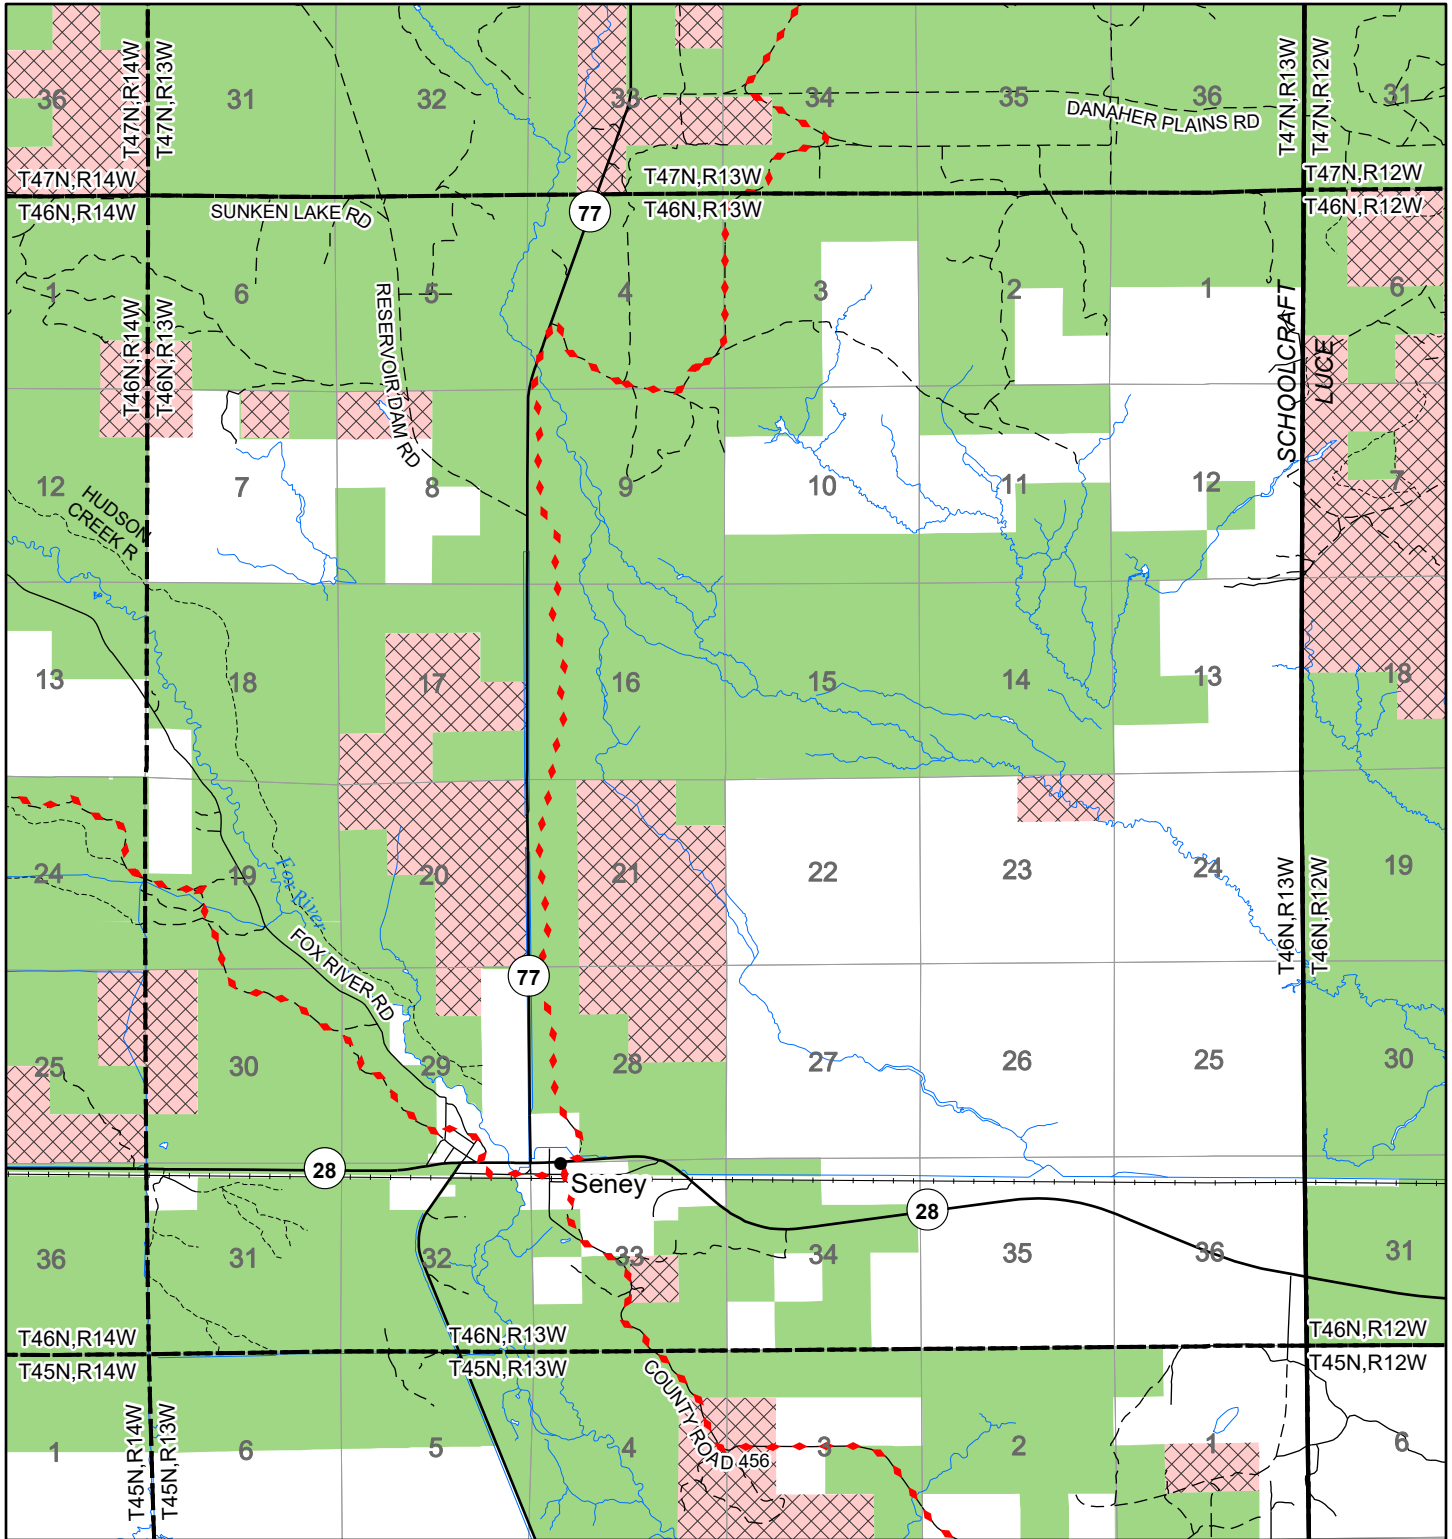 36
T47N,R14W
T47N,R13W
31
32
33
34
35
36
DANAHER PLAINS RD
T47N,R13W
T47N,R12W
31
T47N,R14W
T47N,R13W
T47N,R12W
T46N,R14W
SUNKEN LAKE RD
77
T46N,R13W
T46N,R12W
1
6
5
4
3
2
1
6
T46N,R14W
T46N,R13W
RESERVOIR DAM RD
SCHOOLCRAFT
LUCE
12
7
8
9
10
11
12
7
HUDSON
CREEK R
13
18
17
16
15
14
13
18
24
19
20
21
22
23
24
19
Fox River
FOX RIVER RD
77
T46N,R13W
T46N,R12W
25
30
29
28
27
26
25
30
28
Seney
28
36
31
32
33
34
35
36
31
T46N,R14W
T46N,R13W
T46N,R12W
T45N,R14W
T45N,R13W
T45N,R12W
COUNTY ROAD 456
1
T45N,R14W
T45N,R13W
6
5
4
3
2
1
6